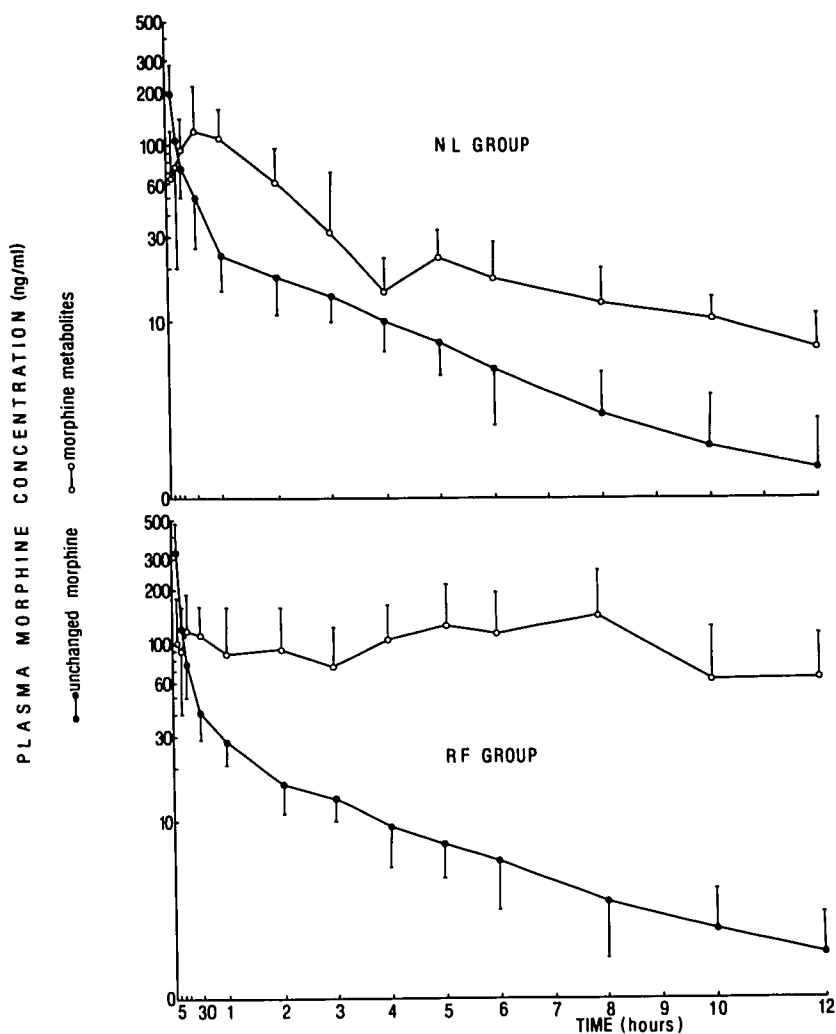 PLASMA MORPHINE CONCENTRATION (ng/ml)
unchanged morphine
morphine metabolites
500
300
200
100
60
30
10
0
NL GROUP
500
300
200
100
60
30
10
0
RF GROUP
5 30 1 2 3 4 5 6 7 8 9 10 12
TIME (hours)